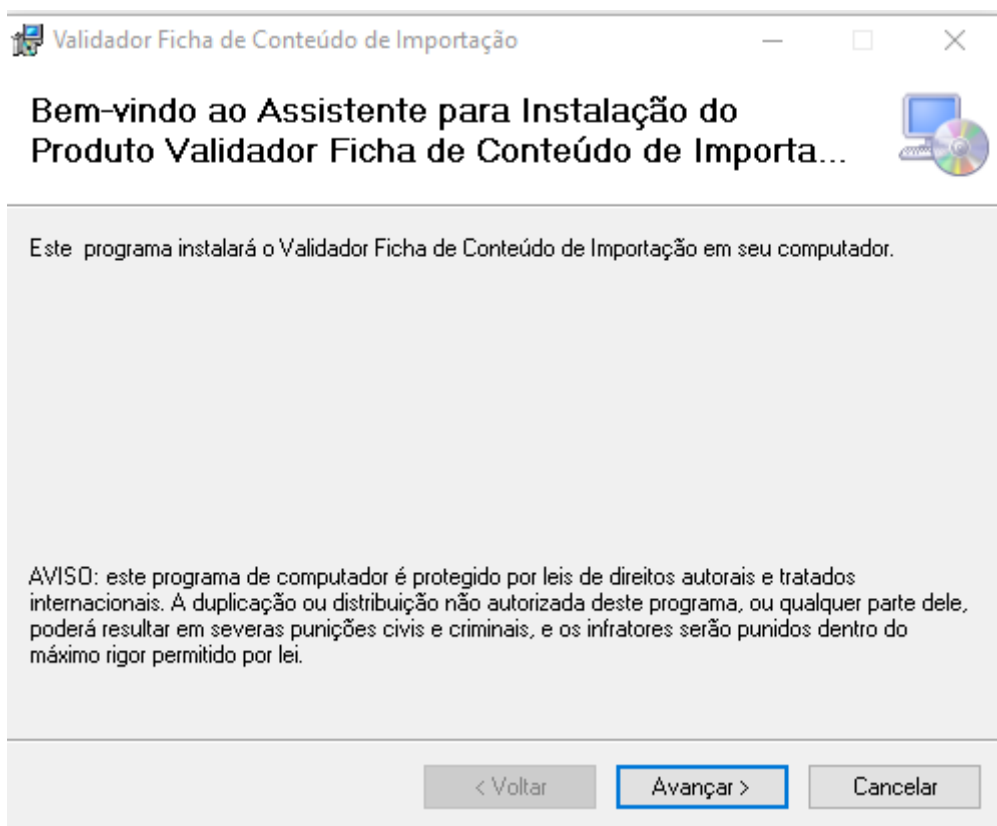 Validador Ficha de Conteúdo de Importação
Bem-vindo ao Assistente para Instalação do
Produto Validador Ficha de Conteúdo de Importa...
Este  programa instalará o Validador Ficha de Conteúdo de Importação em seu computador.
AVISO: este programa de computador é protegido por leis de direitos autorais e tratados
internacionais. A duplicação ou distribuição não autorizada deste programa, ou qualquer parte dele,
poderá resultar em severas punições civis e criminais, e os infratores serão punidos dentro do
máximo rigor permitido por lei.
< Voltar
Avançar >
Cancelar